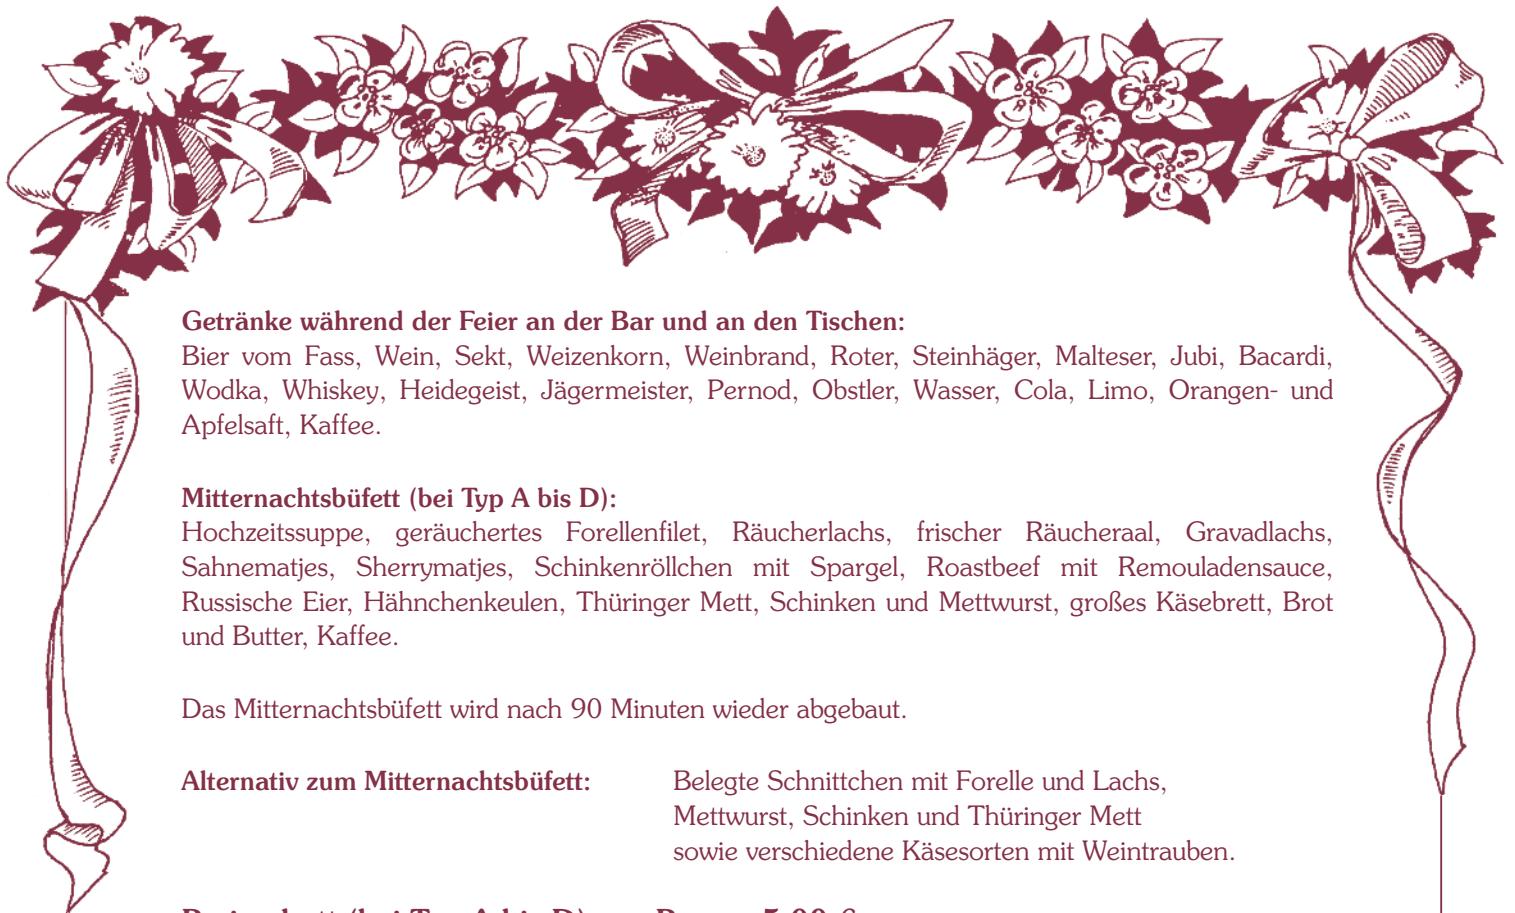 Getränke während der Feier an der Bar und an den Tischen:
Bier vom Fass, Wein, Sekt, Weizenkorn, Weinbrand, Roter, Steinhäger, Malteser, Jubi, Bacardi,
Wodka, Whiskey, Heidegeist, Jägermeister, Pernod, Obstler, Wasser, Cola, Limo, Orangen- und
Apfelsaft, Kaffee.
Mitternachtsbüfett (bei Typ A bis D):
Hochzeitssuppe, geräuchertes Forellenfilet, Räucherlachs, frischer Räucheraal, Gravadlachs,
Sahnematjes, Sherrymatjes, Schinkenröllchen mit Spargel, Roastbeef mit Remouladensauce,
Russische Eier, Hähnchenkeulen, Thüringer Mett, Schinken und Mettwurst, großes Käsebrett, Brot
und Butter, Kaffee.
Das Mitternachtsbüfett wird nach 90 Minuten wieder abgebaut.
Alternativ zum Mitternachtsbüfett: Belegte Schnittchen mit Forelle und Lachs,
Mettwurst, Schinken und Thüringer Mett
sowie verschiedene Käsesorten mit Weintrauben.
(bei Typ A bis D) 5,00 €